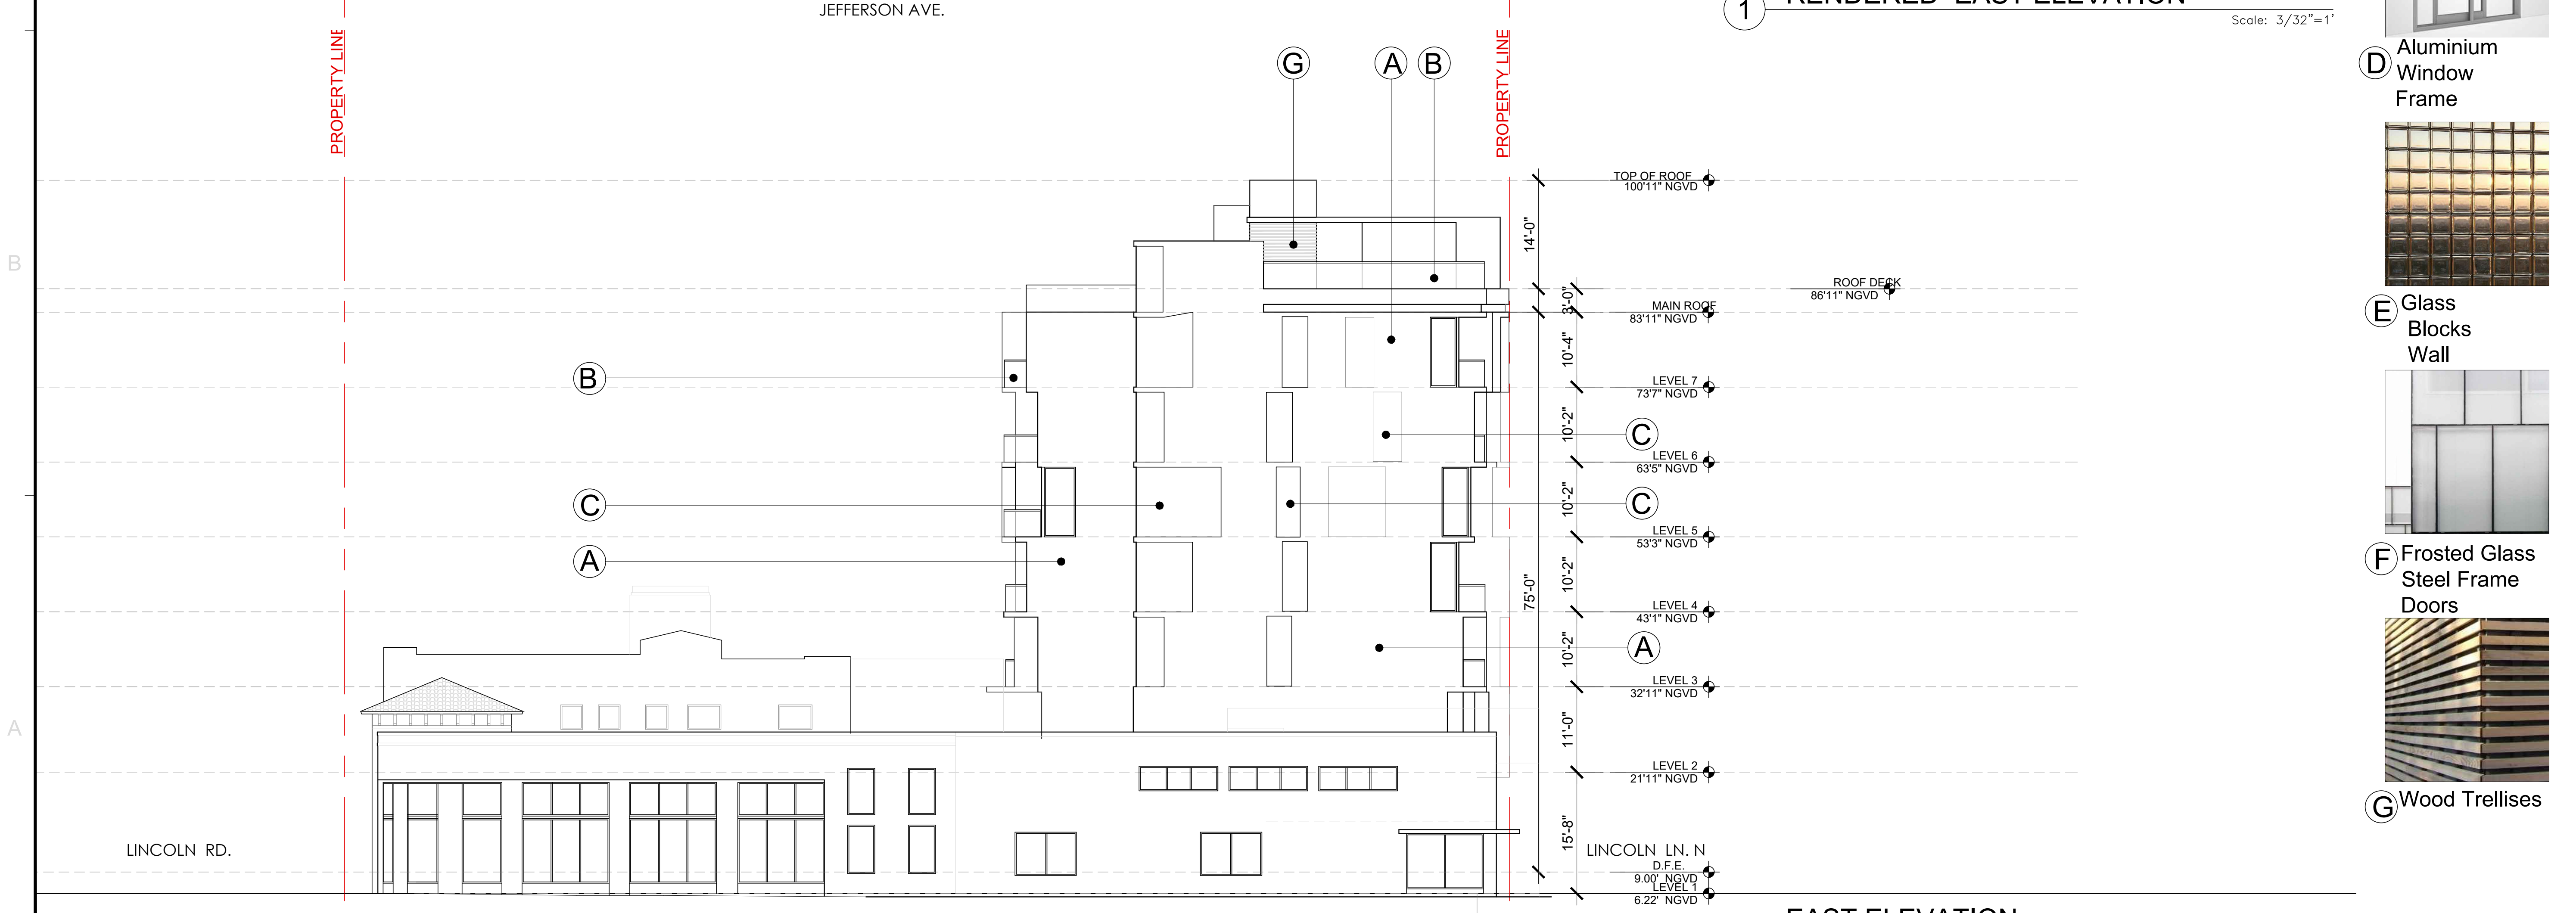 JEFFERSON AVE.
1
RENDERED EAST ELEVATION
Scale: 3/32"=1'
PROPERTY LINE
PROPERTY LINE
G
A
B
D
Aluminium
Window
Frame
E
Glass
Blocks
Wall
F
Frosted Glass
Steel Frame
Doors
G
Wood Trellises
TOP OF ROOF
100'11" NGVD
14'-0"
B
ROOF DECK
86'11" NGVD
3'-0"
MAIN ROOF
83'11" NGVD
10'-4"
B
LEVEL 7
73'7" NGVD
10'-2"
C
LEVEL 6
63'5" NGVD
C
10'-2"
C
LEVEL 5
53'3" NGVD
A
10'-2"
75'-0"
LEVEL 4
43'1" NGVD
10'-2"
A
LEVEL 3
32'11" NGVD
A
11'-0"
LEVEL 2
21'11" NGVD
15'-8"
LINCOLN RD.
LINCOLN LN. N
D.F.E.
9.00' NGVD
LEVEL 1
6.22' NGVD
EAST ELEVATION